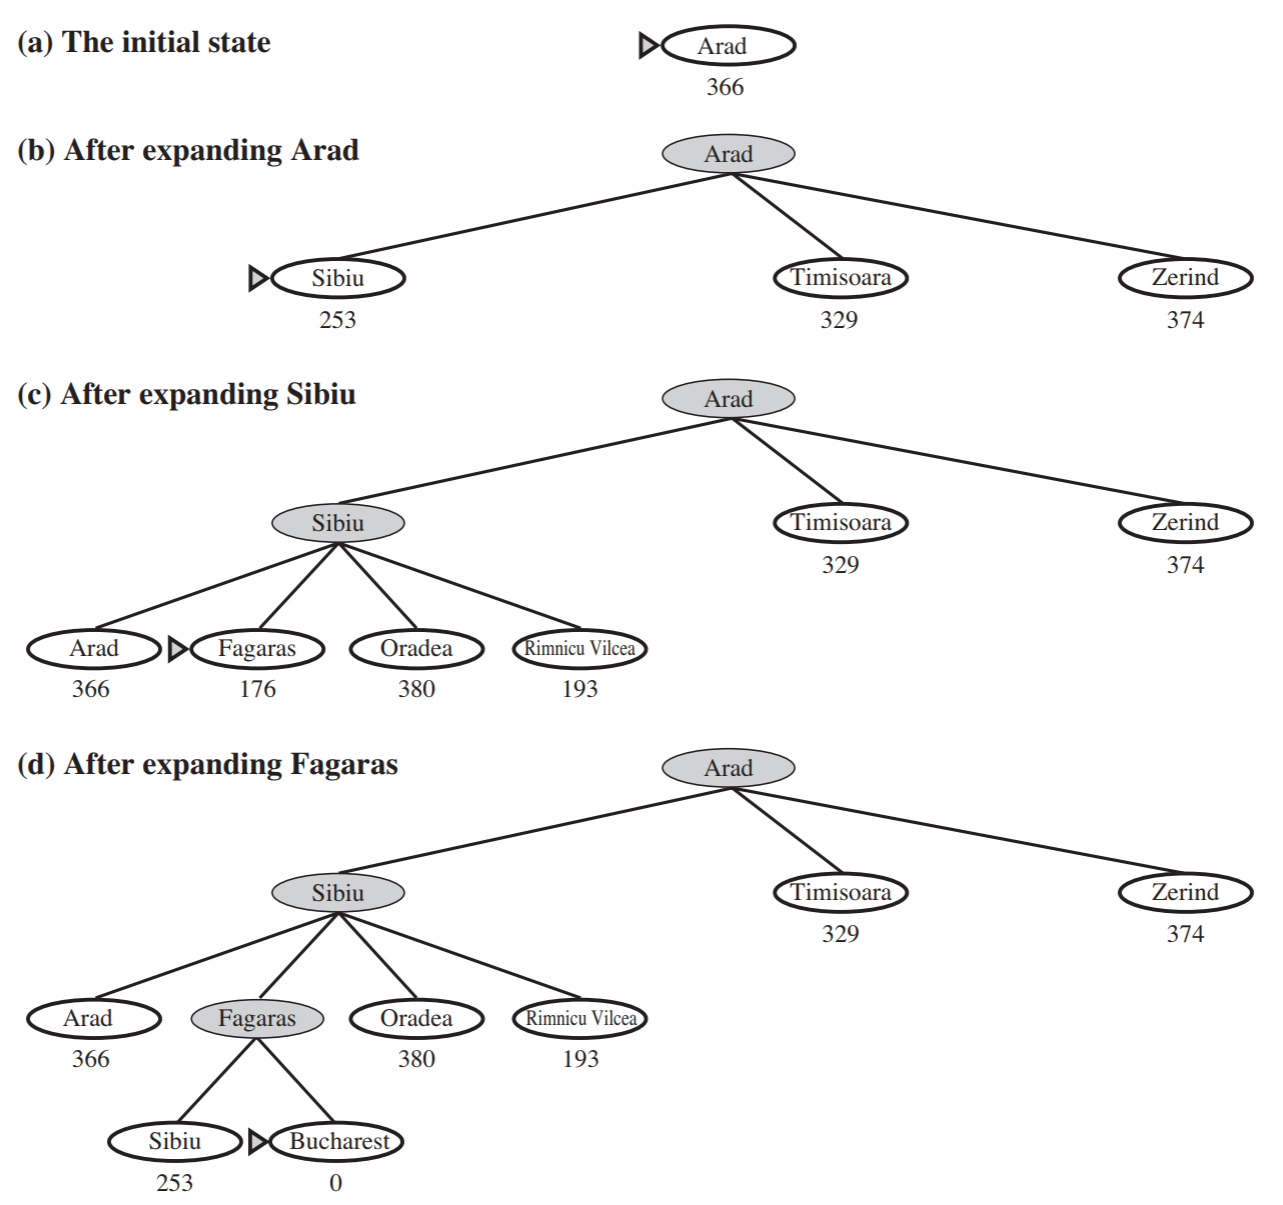 (a) The initial state
Arad
366
(b) After expanding Arad
Arad
Sibiu Timisoara Zerind
253 329 374
(c) After expanding Sibiu
Arad
Sibiu Timisoara Zerind
329 374
Arad Fagaras Oradea Rimnicu Vilcea
366 176 380 193
(d) After expanding Fagaras
Arad
Sibiu Timisoara Zerind
329 374
Arad Fagaras Oradea Rimnicu Vilcea
366 380 193
Sibiu Bucharest
253 0